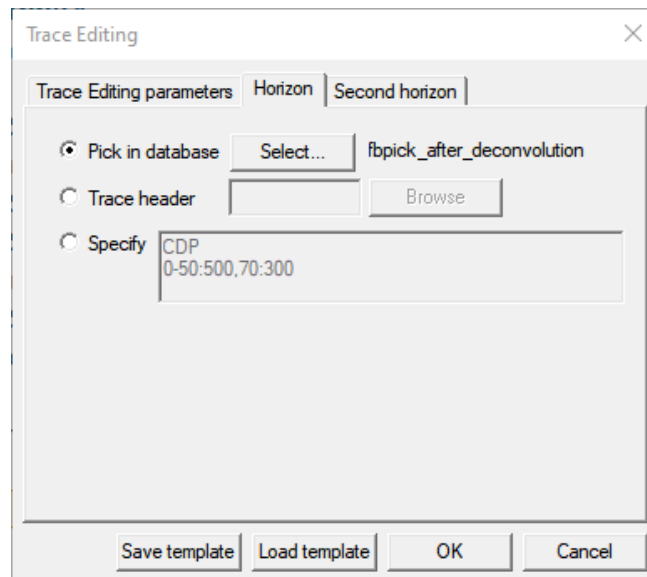 Trace Editing
Trace Editing parameters Horizon Second horizon
Pick in database Select... fbpick_after_deconvolution
Trace header Browse
Specify CDP
0-50:500,70:300
Save template Load template OK Cancel